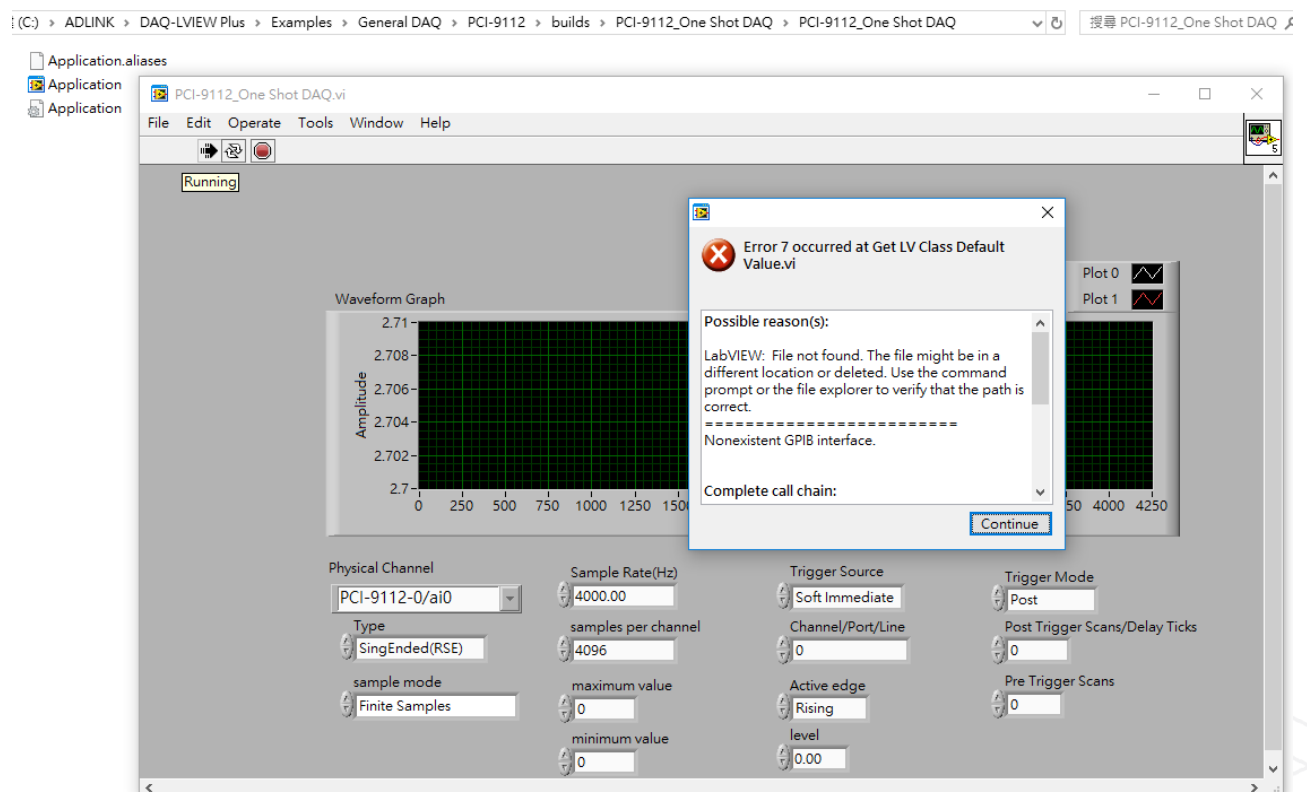 (C:) › ADLINK › DAQ-LVIEW Plus › Examples › General DAQ › PCI-9112 › builds › PCI-9112_One Shot DAQ › PCI-9112_One Shot DAQ
搜尋 PCI-9112_One Shot DAQ
Application.aliases
Application
Application
PCI-9112_One Shot DAQ.vi
File Edit Operate Tools Window Help
5
Running
Error 7 occurred at Get LV Class Default
Value.vi
Possible reason(s):
LabVIEW: File not found. The file might be in a
different location or deleted. Use the command
prompt or the file explorer to verify that the path is
correct.
=========================
Nonexistent GPIB interface.
Complete call chain:
Continue
Plot 0
Plot 1
Waveform Graph
Amplitude
2.71
2.708
2.706
2.704
2.702
2.7
0 250 500 750 1000 1250 1500
4000 4250
Physical Channel
PCI-9112-0/ai0
Type
SingEnded(RSE)
sample mode
Finite Samples
Sample Rate(Hz)
4000.00
samples per channel
4096
maximum value
0
minimum value
0
Trigger Source
Soft Immediate
Channel/Port/Line
0
Active edge
Rising
level
0.00
Trigger Mode
Post
Post Trigger Scans/Delay Ticks
0
Pre Trigger Scans
0